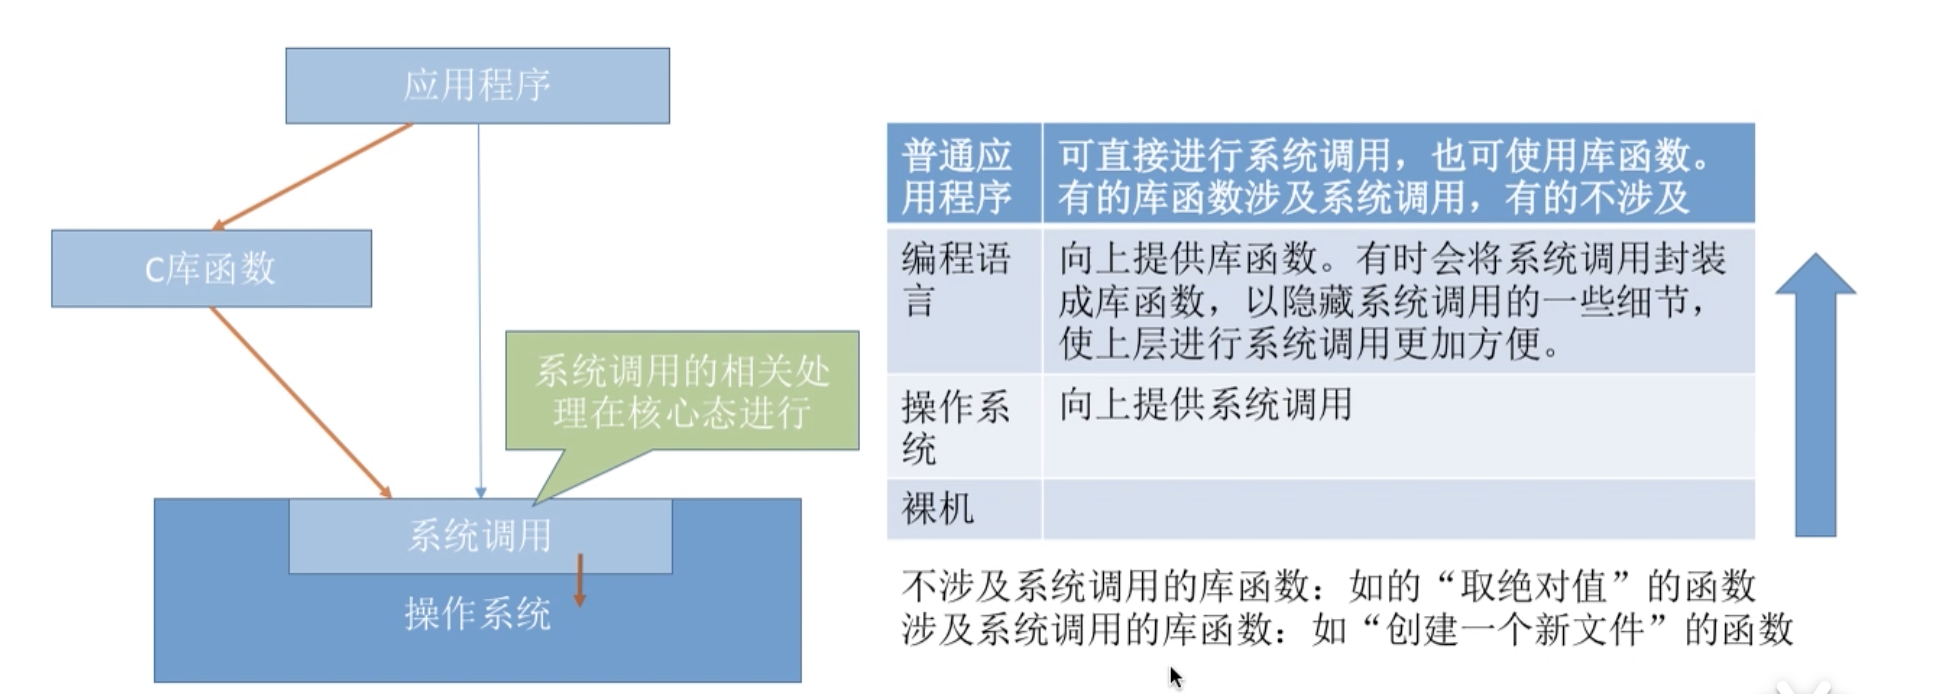 应用程序
C库函数
系统调用的相关处
理在核心态进行
系统调用
操作系统
普通应
用程序
可直接进行系统调用，也可使用库函数。
有的库函数涉及系统调用，有的不涉及
编程语
言
向上提供库函数。有时会将系统调用封装
成库函数，以隐藏系统调用的一些细节，
使上层进行系统调用更加方便。
操作系
统
向上提供系统调用
裸机
不涉及系统调用的库函数：如的“取绝对值”的函数
涉及系统调用的库函数：如“创建一个新文件”的函数